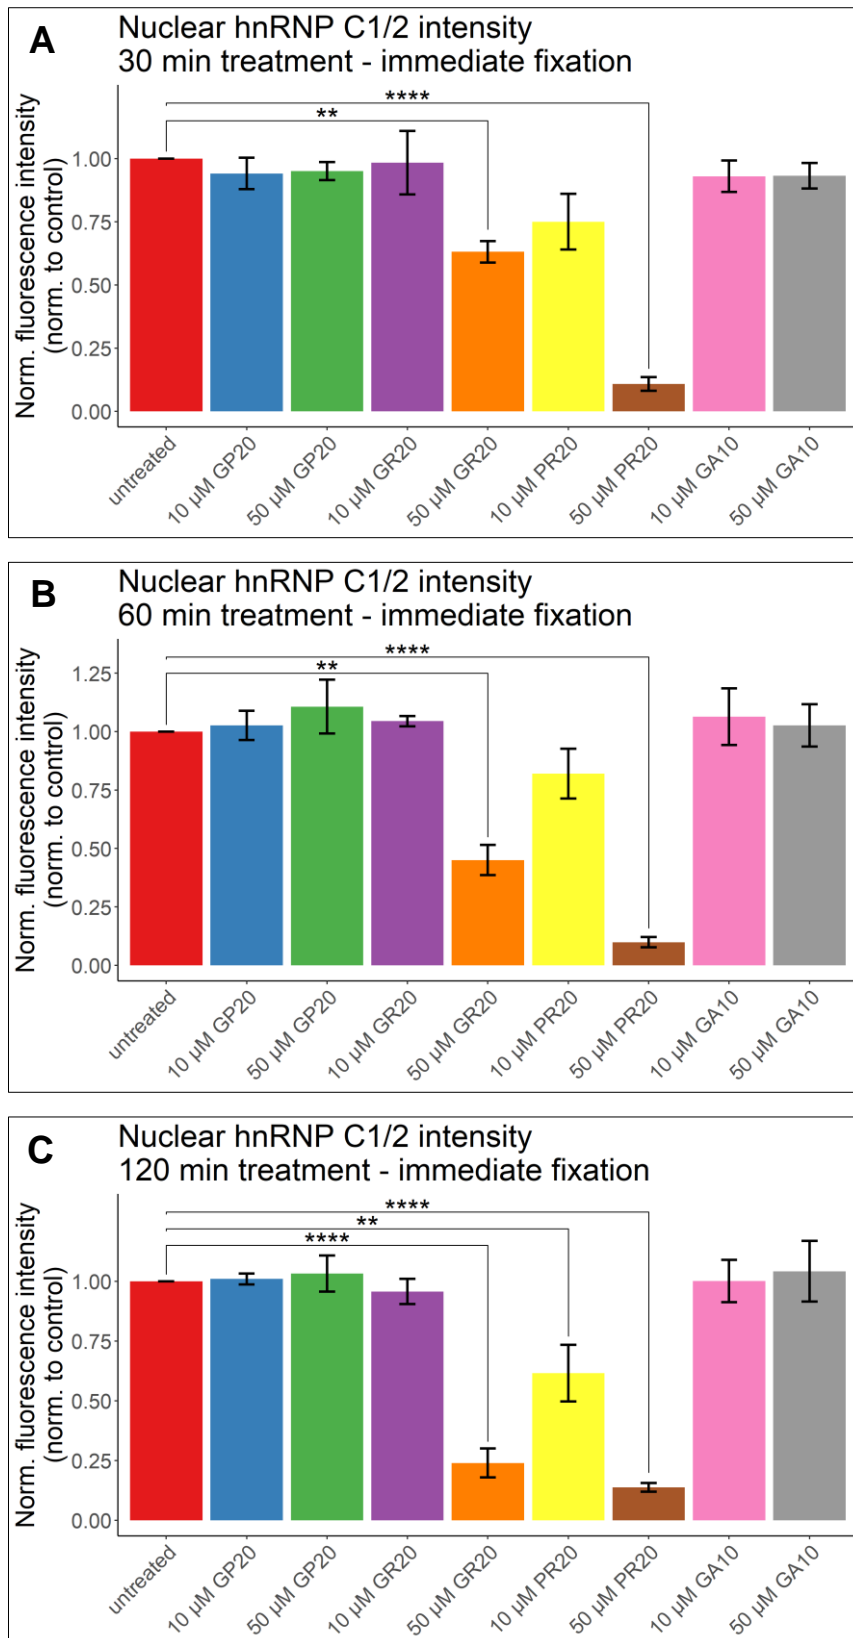 A
Nuclear hnRNP C1/2 intensity
30 min treatment - immediate fixation
Norm. fluorescence intensity
(norm. to control)
****
**
1.00
0.75
0.50
0.25
0.00
untreated
10 µM GP20
50 µM GP20
10 µM GR20
50 µM GR20
10 µM PR20
50 µM PR20
10 µM GA10
50 µM GA10
B
Nuclear hnRNP C1/2 intensity
60 min treatment - immediate fixation
Norm. fluorescence intensity
(norm. to control)
****
**
1.25
1.00
0.75
0.50
0.25
0.00
untreated
10 µM GP20
50 µM GP20
10 µM GR20
50 µM GR20
10 µM PR20
50 µM PR20
10 µM GA10
50 µM GA10
C
Nuclear hnRNP C1/2 intensity
120 min treatment - immediate fixation
Norm. fluorescence intensity
(norm. to control)
****
**
****
1.00
0.75
0.50
0.25
0.00
untreated
10 µM GP20
50 µM GP20
10 µM GR20
50 µM GR20
10 µM PR20
50 µM PR20
10 µM GA10
50 µM GA10